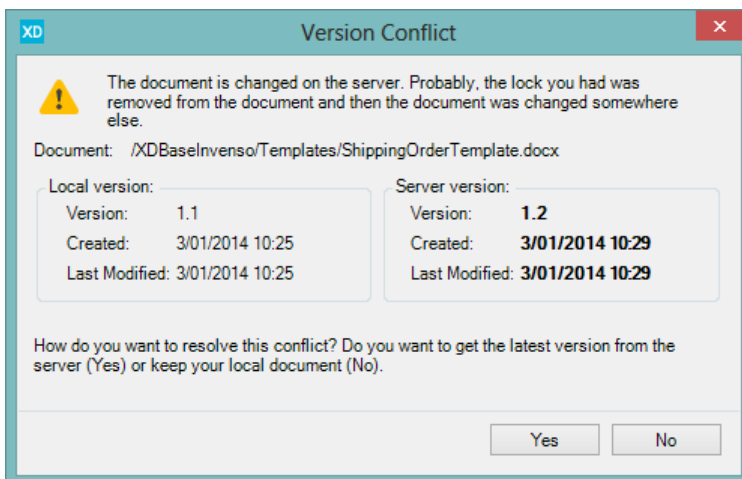 XD Version Conflict ×
The document is changed on the server. Probably, the lock you had was
removed from the document and then the document was changed somewhere
else.
Document: /XDBaseInvenso/Templates/ShippingOrderTemplate.docx
Local version:
Version: 1.1
Created: 3/01/2014 10:25
Last Modified: 3/01/2014 10:25
Server version:
Version: 1.2
Created: 3/01/2014 10:29
Last Modified: 3/01/2014 10:29
How do you want to resolve this conflict? Do you want to get the latest version from the
server (Yes) or keep your local document (No).
Yes No